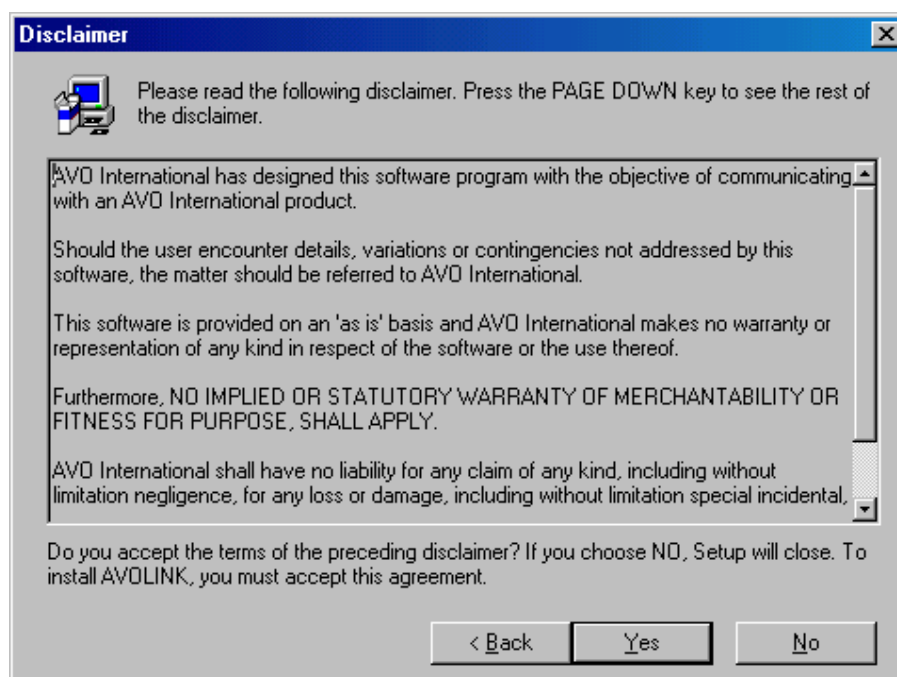 Disclaimer
Please read the following disclaimer. Press the PAGE DOWN key to see the rest of
the disclaimer.
AVO International has designed this software program with the objective of communicating
with an AVO International product.
Should the user encounter details, variations or contingencies not addressed by this
software, the matter should be referred to AVO International.
This software is provided on an 'as is' basis and AVO International makes no warranty or
representation of any kind in respect of the software or the use thereof.
Furthermore, NO IMPLIED OR STATUTORY WARRANTY OF MERCHANTABILITY OR
FITNESS FOR PURPOSE, SHALL APPLY.
AVO International shall have no liability for any claim of any kind, including without
limitation negligence, for any loss or damage, including without limitation special incidental,
Do you accept the terms of the preceding disclaimer? If you choose NO, Setup will close. To
install AVOLINK, you must accept this agreement.
< Back Yes No